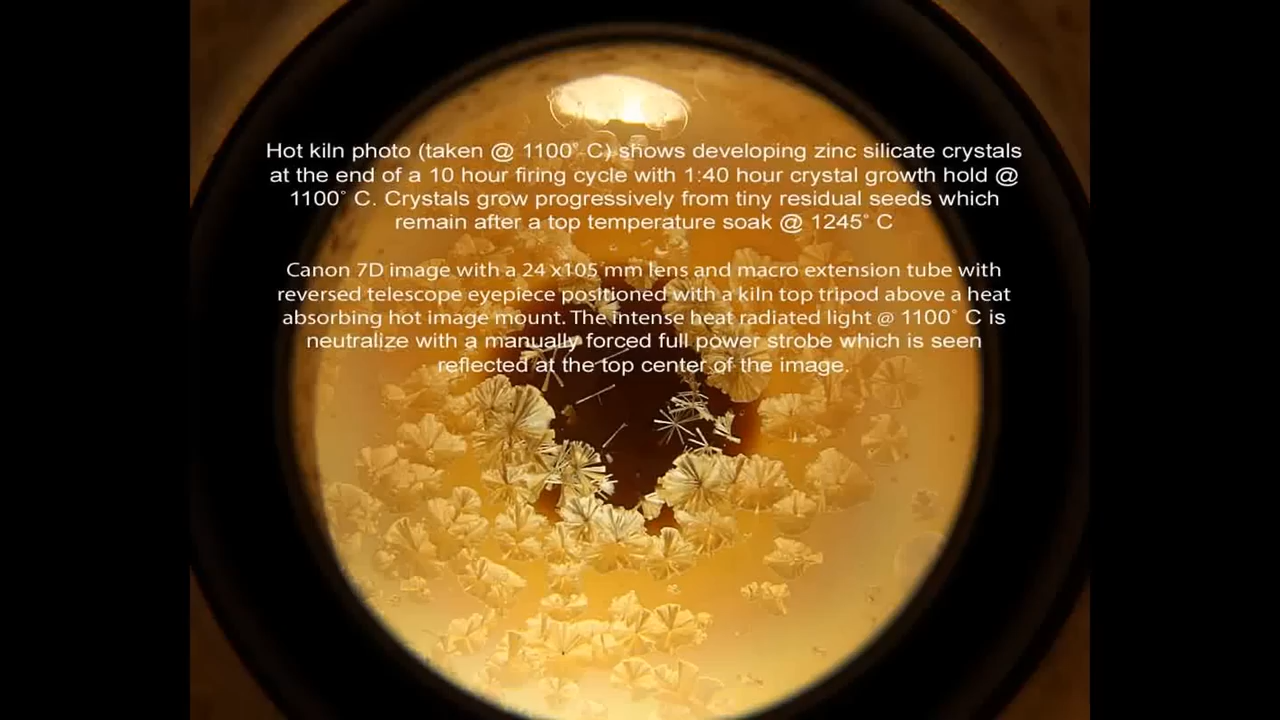 Hot kiln photo (taken @ 1100˚ C) shows developing zinc silicate crystals
at the end of a 10 hour firing cycle with 1:40 hour crystal growth hold @
1100˚ C. Crystals grow progressively from tiny residual seeds which
remain after a top temperature soak @ 1245˚ C
Canon 7D image with a 24 x105 mm lens and macro extension tube with
reversed telescope eyepiece positioned with a kiln top tripod above a heat
absorbing hot image mount. The intense heat radiated light @ 1100˚ C is
neutralize with a manually forced full power strobe which is seen
reflected at the top center of the image.